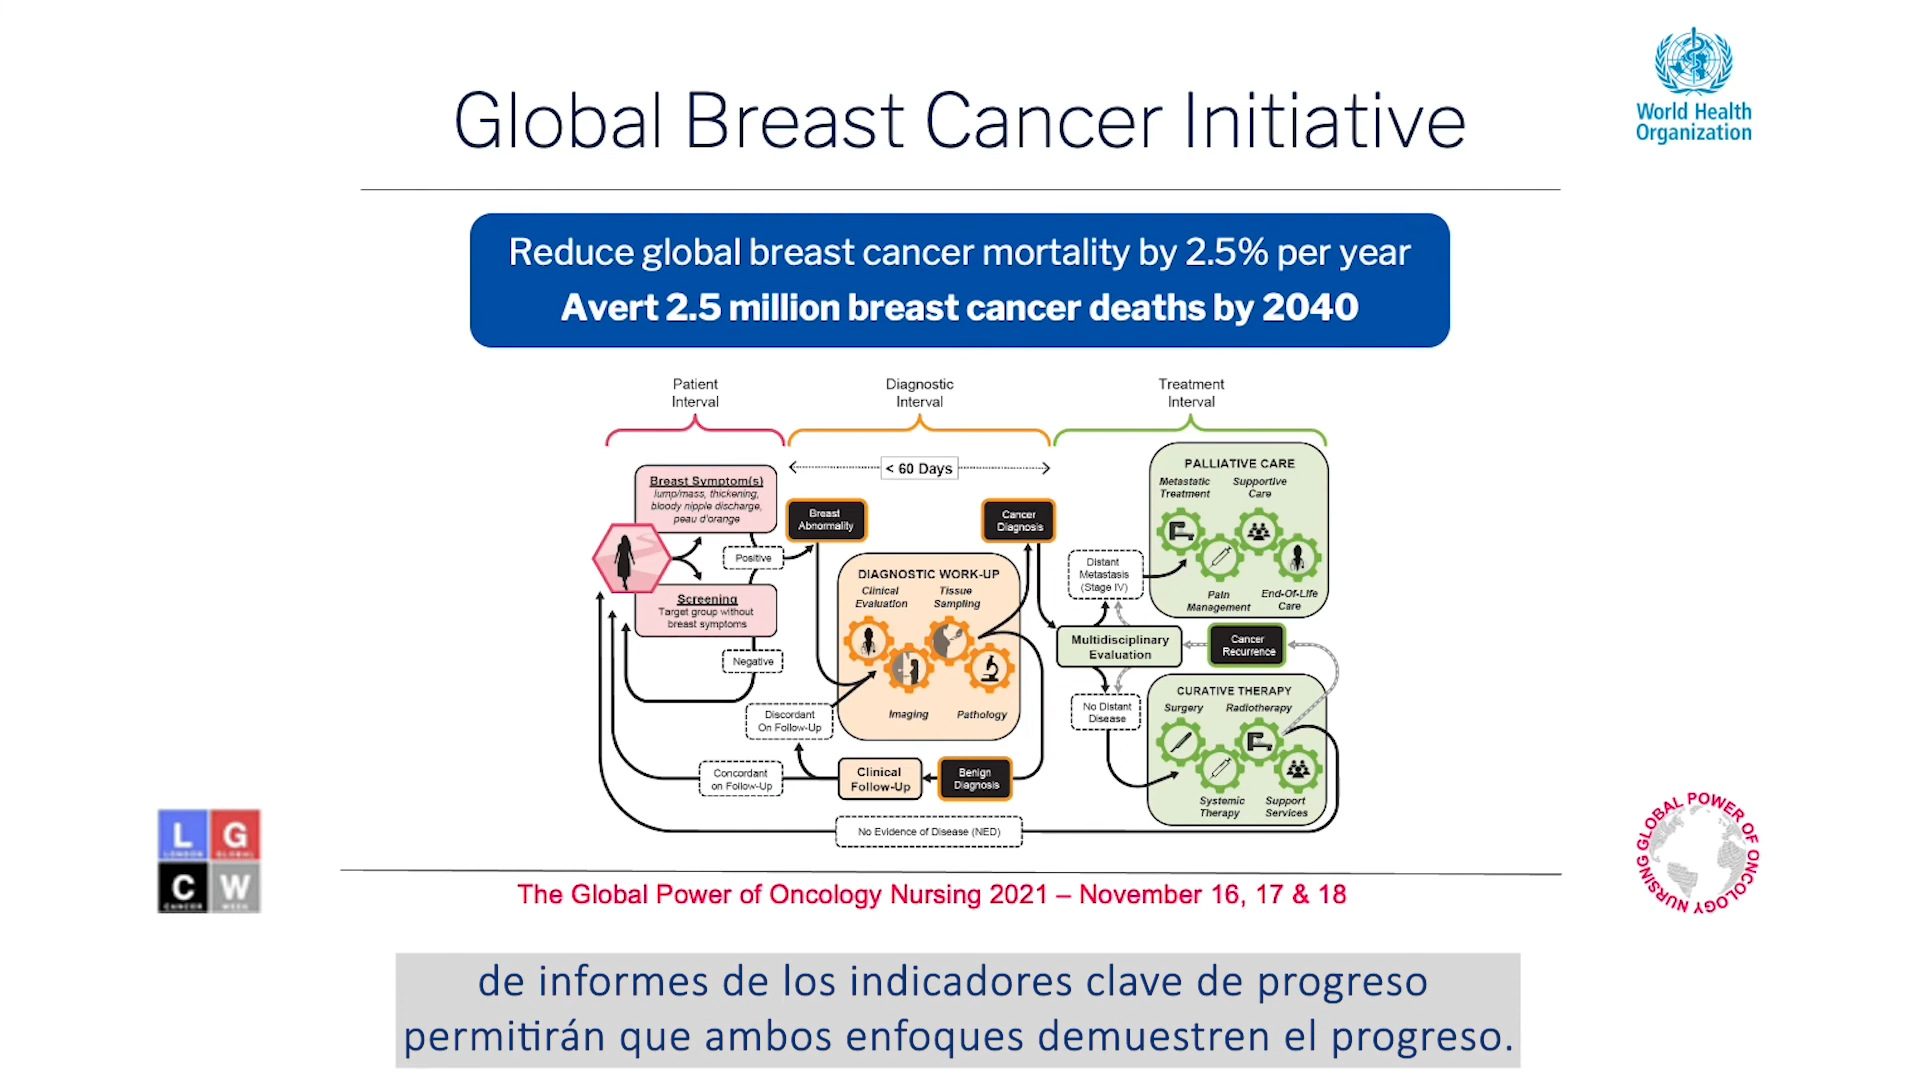 Global Breast Cancer Initiative
World Health
Organization
Reduce global breast cancer mortality by 2.5% per year
Avert 2.5 million breast cancer deaths by 2040
Patient
Interval
Diagnostic
Interval
Treatment
Interval
< 60 Days
Breast Symptom(s)
lump/mass, thickening,
bloody nipple discharge,
peau d'orange
Positive
Screening
Target group without
breast symptoms
Negative
Breast
Abnormality
Cancer
Diagnosis
DIAGNOSTIC WORK-UP
Clinical
Evaluation
Tissue
Sampling
Imaging
Pathology
Discordant
On Follow-Up
Concordant
on Follow-Up
Clinical
Follow-Up
Benign
Diagnosis
No Evidence of Disease (NED)
PALLIATIVE CARE
Metastatic
Treatment
Supportive
Care
Pain
Management
End-Of-Life
Care
Distant
Metastasis
(Stage IV)
Multidisciplinary
Evaluation
Cancer
Recurrence
No Distant
Disease
CURATIVE THERAPY
Surgery
Radiotherapy
Systemic
Therapy
Support
Services
L G
LONDON GLOBAL
C W
CANCER WEEK
The Global Power of Oncology Nursing 2021 – November 16, 17 & 18
GLOBAL POWER OF ONCOLOGY NURSING
de informes de los indicadores clave de progreso
permitirán que ambos enfoques demuestren el progreso.